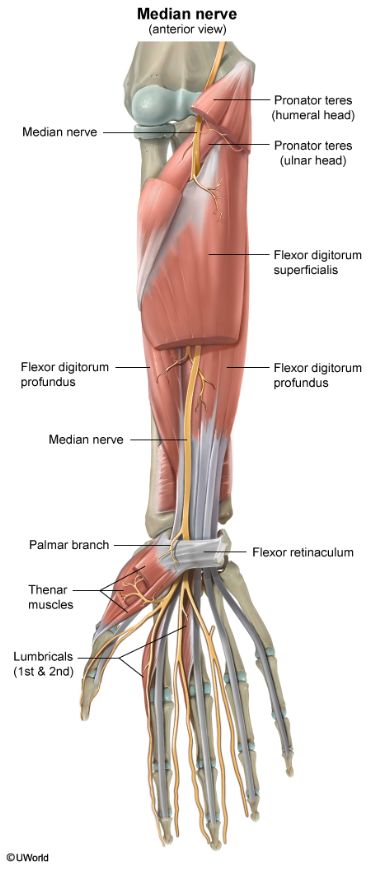 Median nerve
(anterior view)
Pronator teres
(humeral head)
Median nerve
Pronator teres
(ulnar head)
Flexor digitorum
superficialis
Flexor digitorum
profundus
Flexor digitorum
profundus
Median nerve
Palmar branch
Flexor retinaculum
Thenar
muscles
Lumbricals
(1st & 2nd)
©UWorld